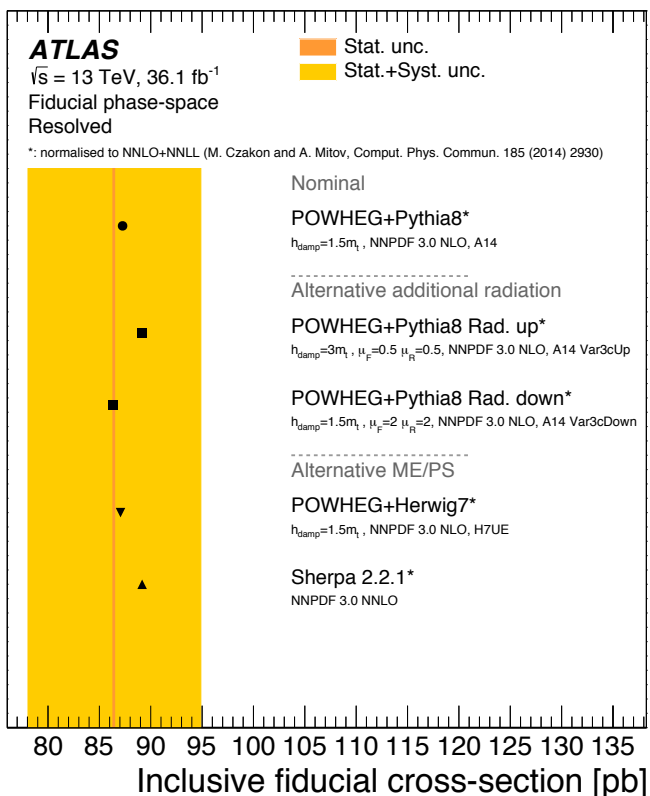 ATLAS
√s = 13 TeV, 36.1 fb⁻¹
Fiducial phase-space
Resolved
Stat. unc.
Stat.+Syst. unc.
*: normalised to NNLO+NNLL (M. Czakon and A. Mitov, Comput. Phys. Commun. 185 (2014) 2930)
Nominal
POWHEG+Pythia8*
h_damp=1.5m_t , NNPDF 3.0 NLO, A14
Alternative additional radiation
POWHEG+Pythia8 Rad. up*
h_damp=3m_t , μ_F=0.5 μ_R=0.5, NNPDF 3.0 NLO, A14 Var3cUp
POWHEG+Pythia8 Rad. down*
h_damp=1.5m_t , μ_F=2 μ_R=2, NNPDF 3.0 NLO, A14 Var3cDown
Alternative ME/PS
POWHEG+Herwig7*
h_damp=1.5m_t , NNPDF 3.0 NLO, H7UE
Sherpa 2.2.1*
NNPDF 3.0 NNLO
80 85 90 95 100 105 110 115 120 125 130 135
Inclusive fiducial cross-section [pb]